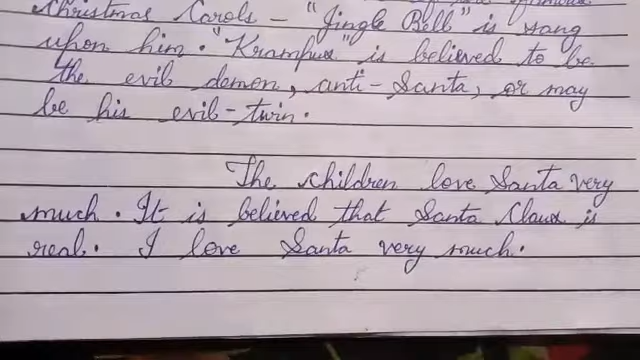 Christmas Carols - "Jingle Bell" is sang
upon him. "Krampus" is believed to be
the evil demon, anti-Santa, or may
be his evil-twin.
The children love Santa very
much. It is believed that Santa Claus is
real. I love Santa very much.